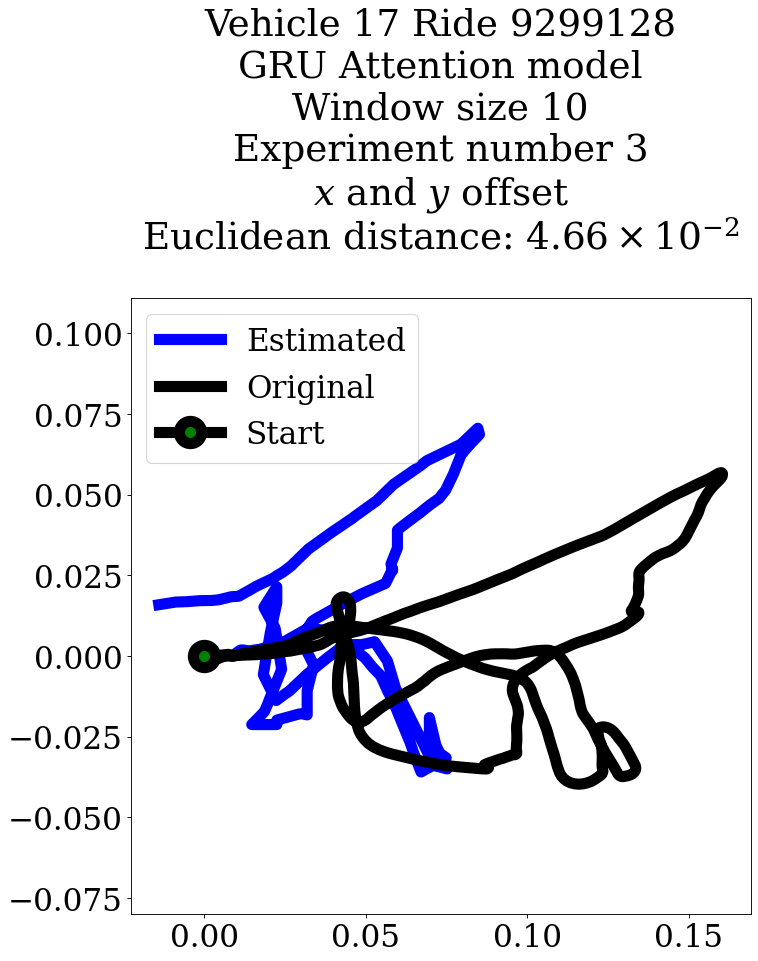 Vehicle 17 Ride 9299128
GRU Attention model
Window size 10
Experiment number 3
x and y offset
Euclidean distance: 4.66 × 10⁻²
Estimated
Original
Start
0.100
0.075
0.050
0.025
0.000
−0.025
−0.050
−0.075
0.00 0.05 0.10 0.15